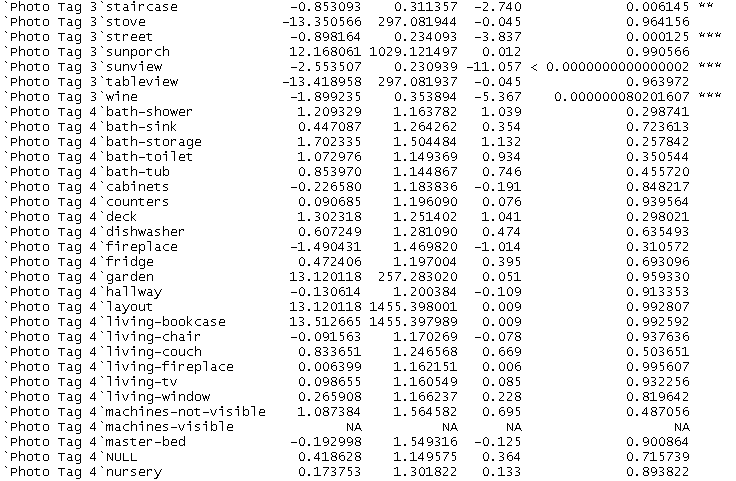 `Photo Tag 3`staircase -0.853093 0.311357 -2.740 0.006145 **
`Photo Tag 3`stove -13.350566 297.081944 -0.045 0.964156
`Photo Tag 3`street -0.898164 0.234093 -3.837 0.000125 ***
`Photo Tag 3`sunporch 12.168061 1029.121497 0.012 0.990566
`Photo Tag 3`sunview -2.553507 0.230939 -11.057 < 0.0000000000000002 ***
`Photo Tag 3`tableview -13.418958 297.081937 -0.045 0.963972
`Photo Tag 3`wine -1.899235 0.353894 -5.367 0.000000080201607 ***
`Photo Tag 4`bath-shower 1.209329 1.163782 1.039 0.298741
`Photo Tag 4`bath-sink 0.447087 1.264262 0.354 0.723613
`Photo Tag 4`bath-storage 1.702335 1.504484 1.132 0.257842
`Photo Tag 4`bath-toilet 1.072976 1.149369 0.934 0.350544
`Photo Tag 4`bath-tub 0.853970 1.144867 0.746 0.455720
`Photo Tag 4`cabinets -0.226580 1.183836 -0.191 0.848217
`Photo Tag 4`counters 0.090685 1.196090 0.076 0.939564
`Photo Tag 4`deck 1.302318 1.251402 1.041 0.298021
`Photo Tag 4`dishwasher 0.607249 1.281090 0.474 0.635493
`Photo Tag 4`fireplace -1.490431 1.469820 -1.014 0.310572
`Photo Tag 4`fridge 0.472406 1.197004 0.395 0.693096
`Photo Tag 4`garden 13.120118 257.283020 0.051 0.959330
`Photo Tag 4`hallway -0.130614 1.200384 -0.109 0.913353
`Photo Tag 4`layout 13.120118 1455.398001 0.009 0.992807
`Photo Tag 4`living-bookcase 13.512665 1455.397989 0.009 0.992592
`Photo Tag 4`living-chair -0.091563 1.170269 -0.078 0.937636
`Photo Tag 4`living-couch 0.833651 1.246568 0.669 0.503651
`Photo Tag 4`living-fireplace 0.006399 1.162151 0.006 0.995607
`Photo Tag 4`living-tv 0.098655 1.160549 0.085 0.932256
`Photo Tag 4`living-window 0.265908 1.166237 0.228 0.819642
`Photo Tag 4`machines-not-visible 1.087384 1.564582 0.695 0.487056
`Photo Tag 4`machines-visible NA NA NA NA
`Photo Tag 4`master-bed -0.192998 1.549316 -0.125 0.900864
`Photo Tag 4`NULL 0.418628 1.149575 0.364 0.715739
`Photo Tag 4`nursery 0.173753 1.301822 0.133 0.893822